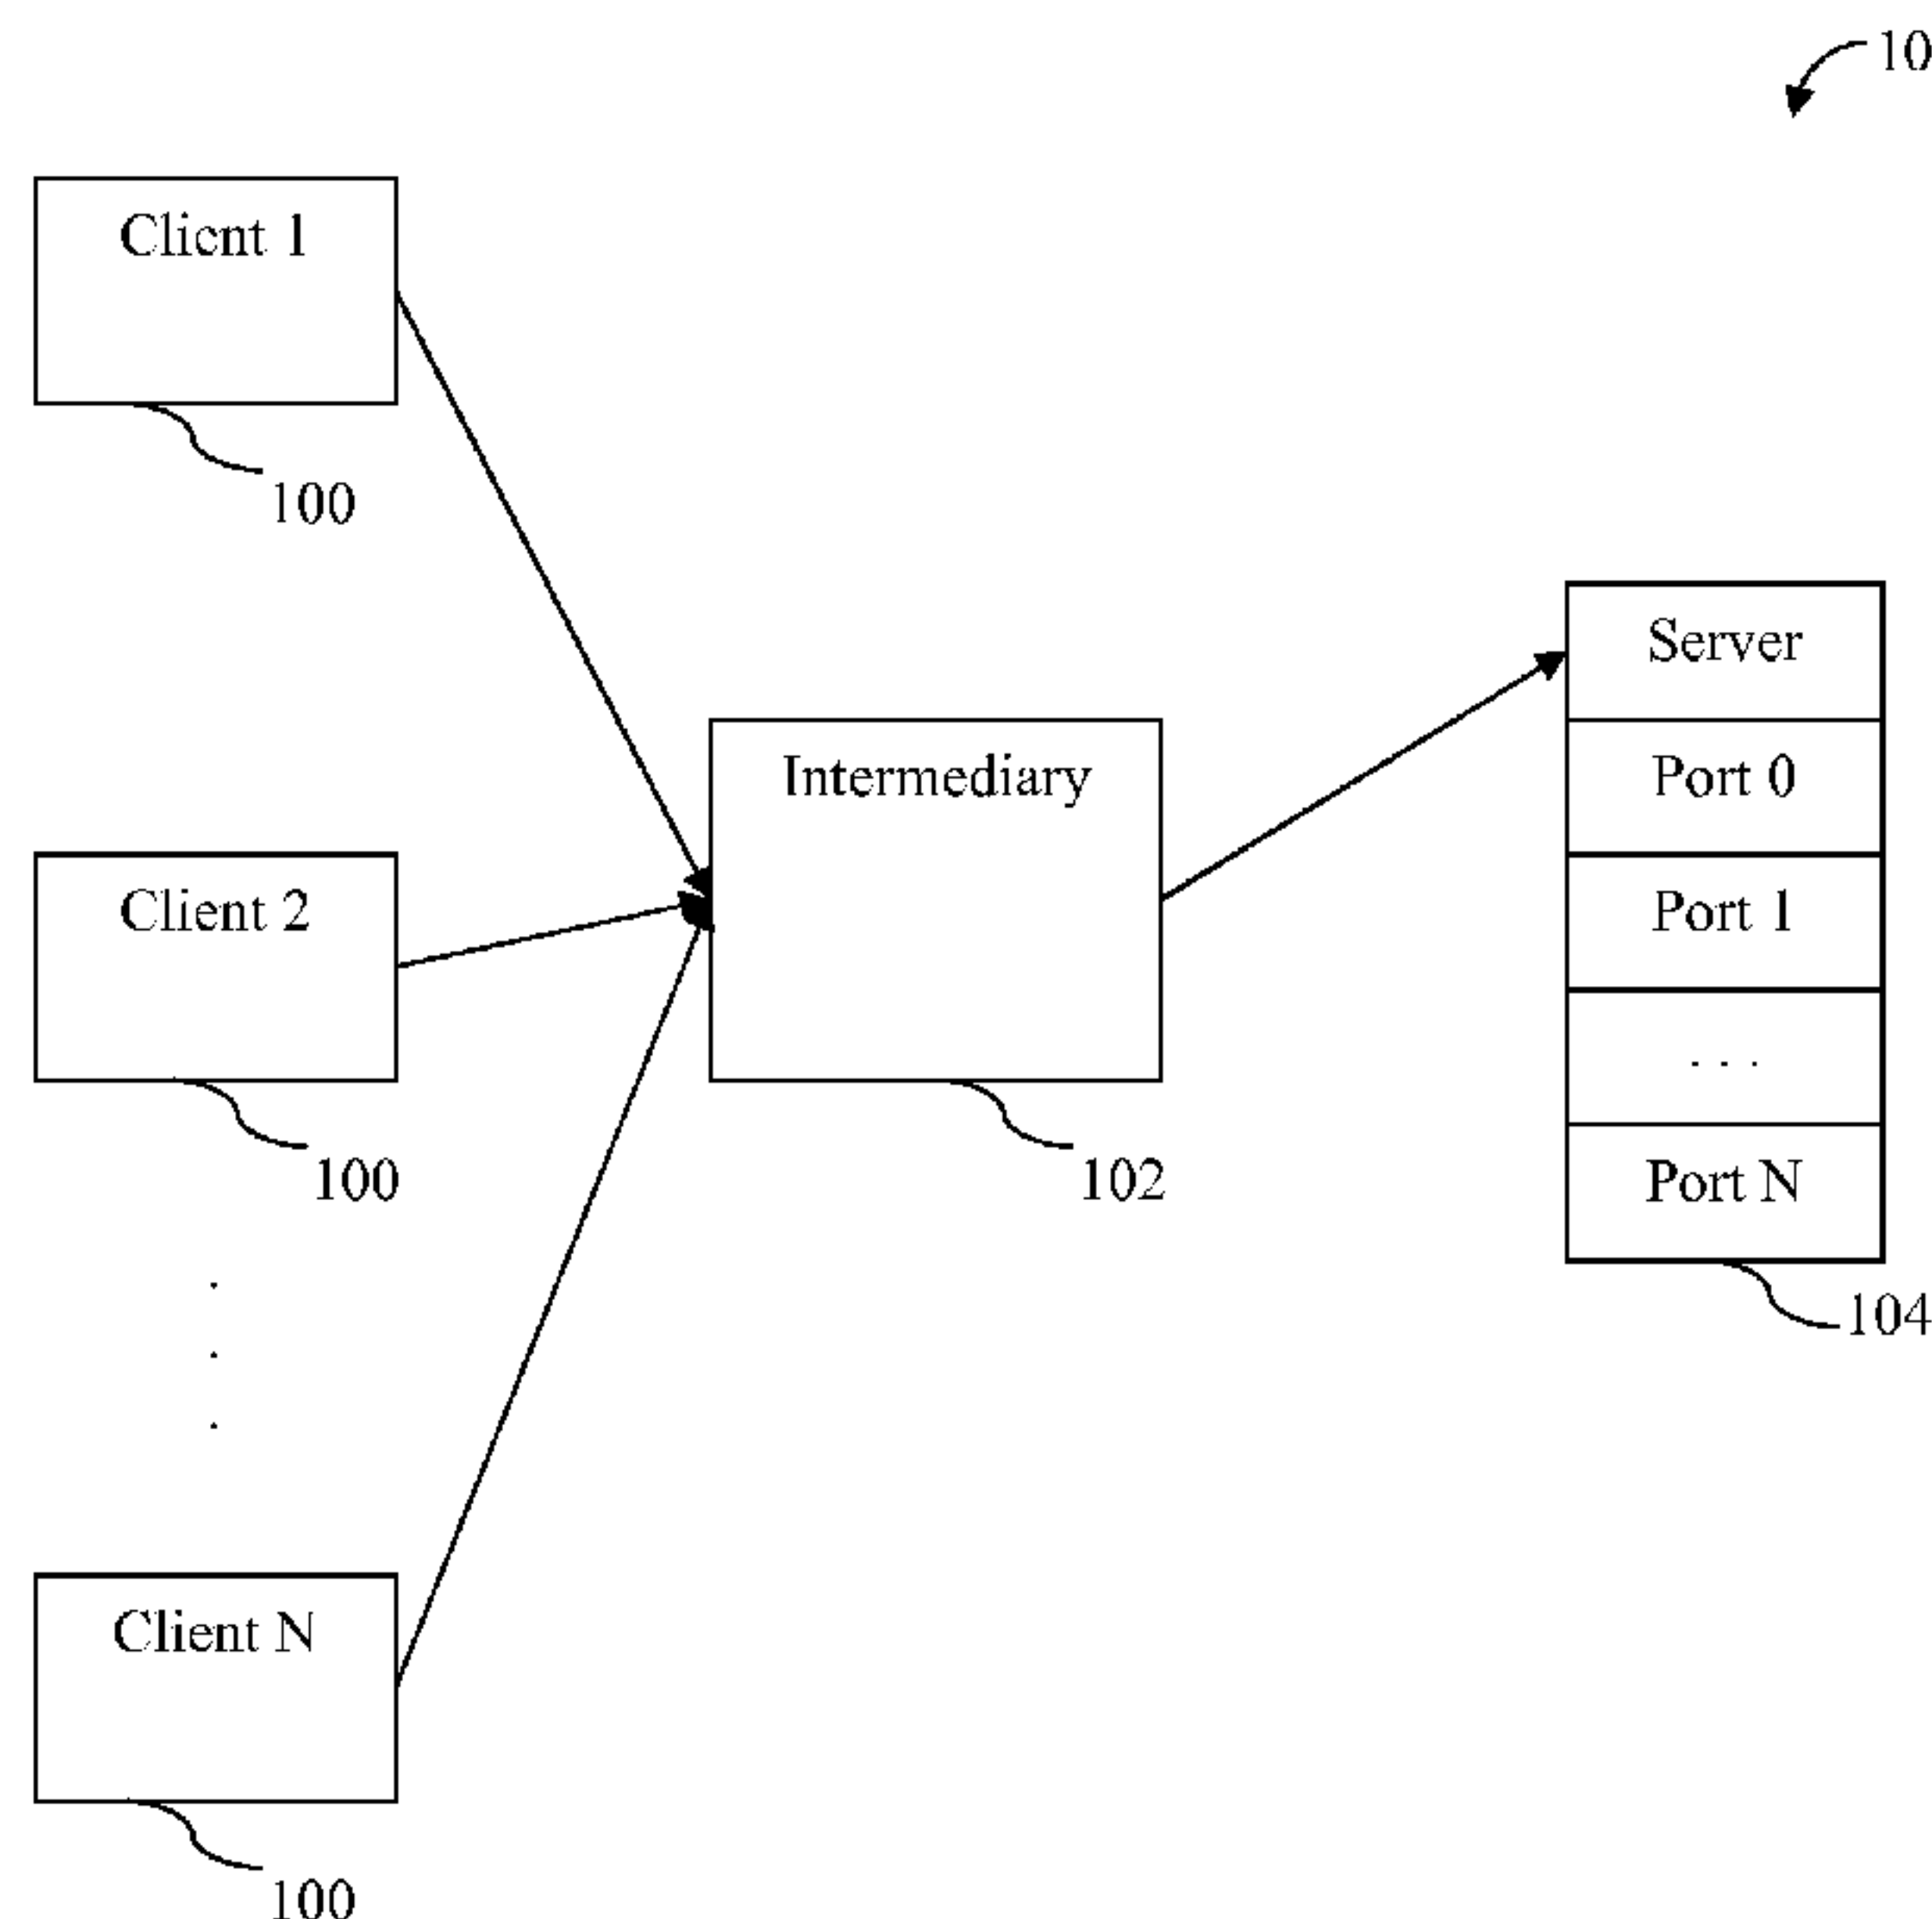 10
Client 1
100
Server
Intermediary
Port 0
Client 2
Port 1
. . .
100
102
Port N
104
.
.
.
Client N
100